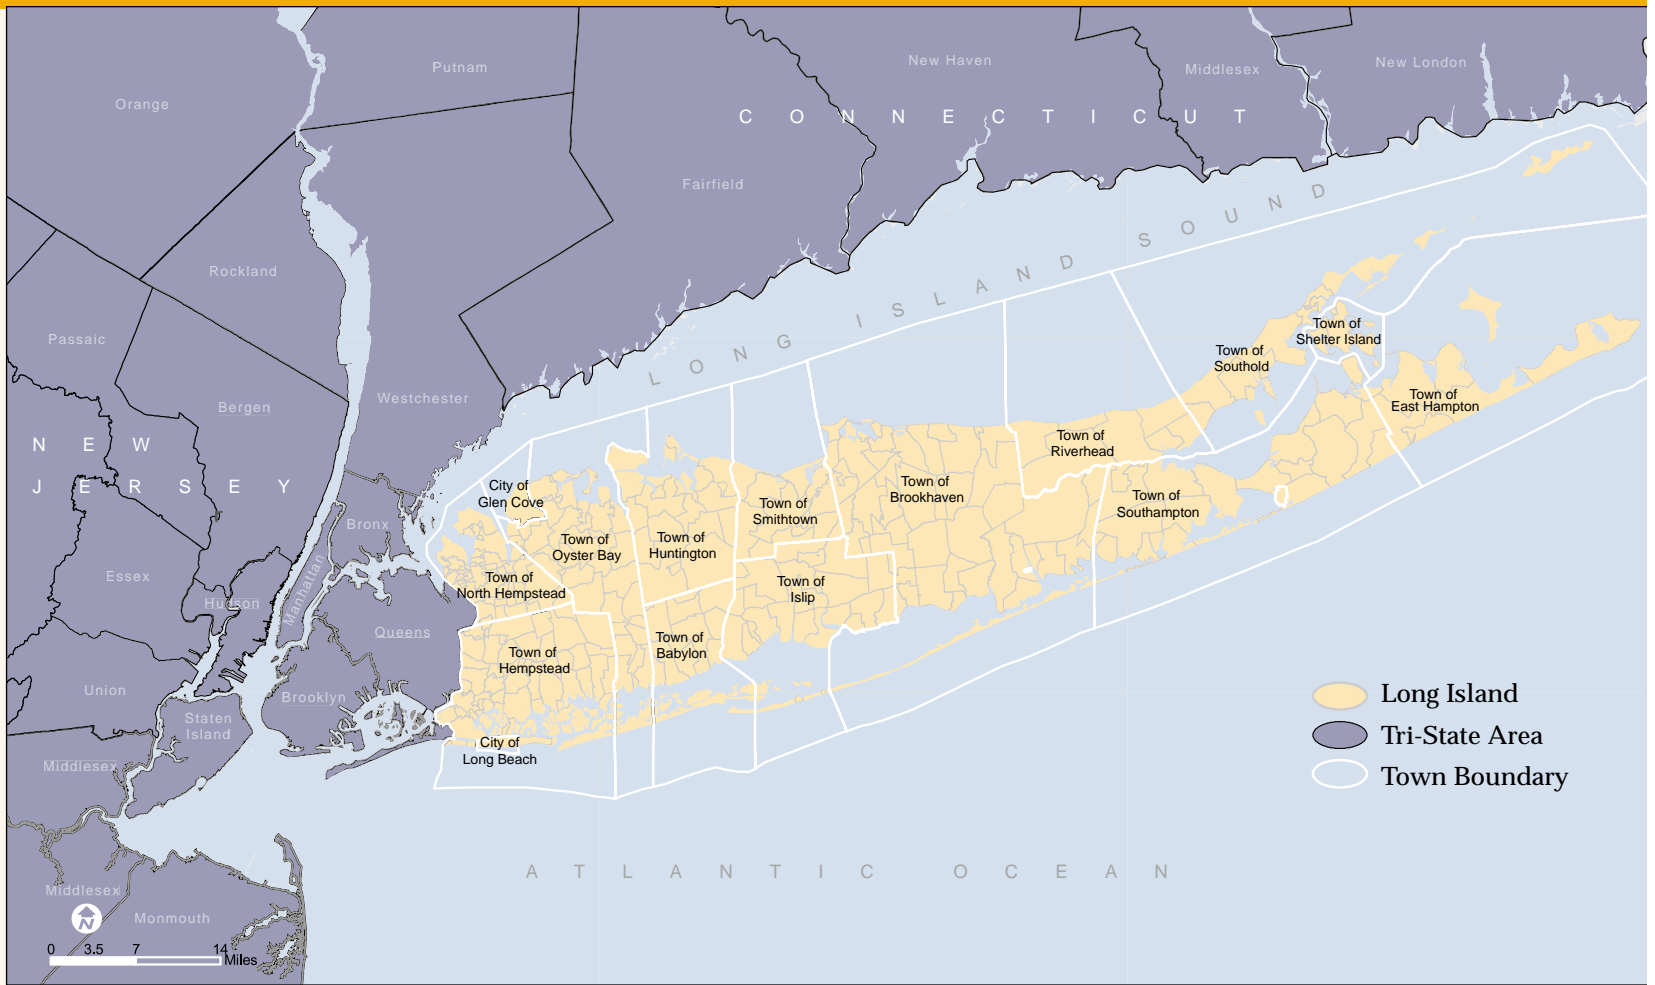 Putnam
Orange
New Haven
Middlesex
New London
C O N N E C T I C U T
Fairfield
Rockland
L O N G I S L A N D S O U N D
Passaic
Westchester
Bergen
N E W
J E R S E Y
Town of
Shelter Island
Town of
Southold
Town of
East Hampton
Town of
Riverhead
Town of
Brookhaven
Town of
Southampton
City of
Glen Cove
Town of
Smithtown
Town of
Oyster Bay
Town of
Huntington
Town of
Islip
Town of
North Hempstead
Town of
Babylon
Town of
Hempstead
City of
Long Beach
Bronx
Manhattan
Essex
Hudson
Queens
Union
Brooklyn
Staten
Island
Middlesex
Middlesex
Monmouth
A T L A N T I C O C E A N
Long Island
Tri-State Area
Town Boundary
N
0 3.5 7 14
Miles